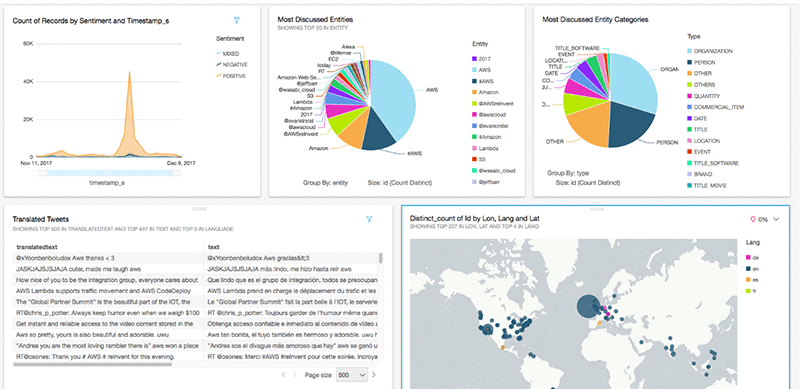 Count of Records by Sentiment and Timestamp_s
Sentiment
MIXED
NEGATIVE
POSITIVE
60K
40K
20K
0
Nov 11, 2017
Dec 9, 2017
timestamp_s
Most Discussed Entities
SHOWING TOP 20 IN ENTITY
Alexa
@Werner
EC2
today
RT
Amazon Web Se...
@jeffbarr
@wasabi_cloud
S3
Lambda
#Amazon
2017
@evankirstel
@awscloud
@AWSreInvent
Amazon
#AWS
AWS
Entity
2017
AWS
#AWS
Amazon
@AWSreInvent
@awscloud
@evankirstel
#Amazon
Lambda
S3
@wasabi_cloud
@jeffbarr
Group By: entity
Size: id (Count Distinct)
Most Discussed Entity Categories
TITLE_SOFTWARE
EVENT
LOCATI...
TITLE
DATE
CO...
O...
OTHER
PERSON
ORGAN
Type
ORGANIZATION
PERSON
OTHER
OTHERS
QUANTITY
COMMERCIAL_ITEM
DATE
TITLE
LOCATION
EVENT
TITLE_SOFTWARE
BRAND
TITLE_MOVIE
Group By: type
Size: id (Count Distinct)
Translated Tweets
SHOWING TOP 500 IN TRANSLATEDTEXT AND TOP 497 IN TEXT AND TOP 3 IN LANGUAGE
translatedtext text
@xYoonbenboludox Aws thanks < 3 @xYoonbenboludox Aws gracias&lt;3
JASKJAJSJSJAJA cuter, made me laugh aws JASKJAJSJSJAJA más lindo, me hizo hasta reír aws
How nice of you to be the integration group, everyone cares about Que lindo que es el grupo de integración, todos se preocupan
AWS Lambda supports traffic movement and AWS CodeDeploy AWS Lambda prend en charge le déplacement du trafic et les
The "Global Partner Summit" is the beautiful part of the IOT, the Le "Global Partner Summit" fait la part belle à l'IOT, le serverle
RT@chris_p_potter: Always keep humor even when we weigh $100 RT @chris_p_potter: Toujours garder de l'humour même quan
Get instant and reliable access to the video content stored in the Obtenga acceso confiable e inmediato al contenido de video a
Aws so pretty, yours is also beautiful and adorable. uwu Aws tan bonito, el tuyo también es hermoso y adorable. uwu
"Andrea you are the most loving rambler there is" aws won a place "Andrea sos el divague más amoroso que hay" aws se ganó u
RT@osones: Thank you # AWS # reInvent for this evening. RT @osones: Merci #AWS #reInvent pour cette soirée. Incroya
Page size 500
Distinct_count of Id by Lon, Lang and Lat
SHOWING TOP 207 IN LON, LAT AND TOP 4 IN LANG
0%
Lang
de
en
es
fr